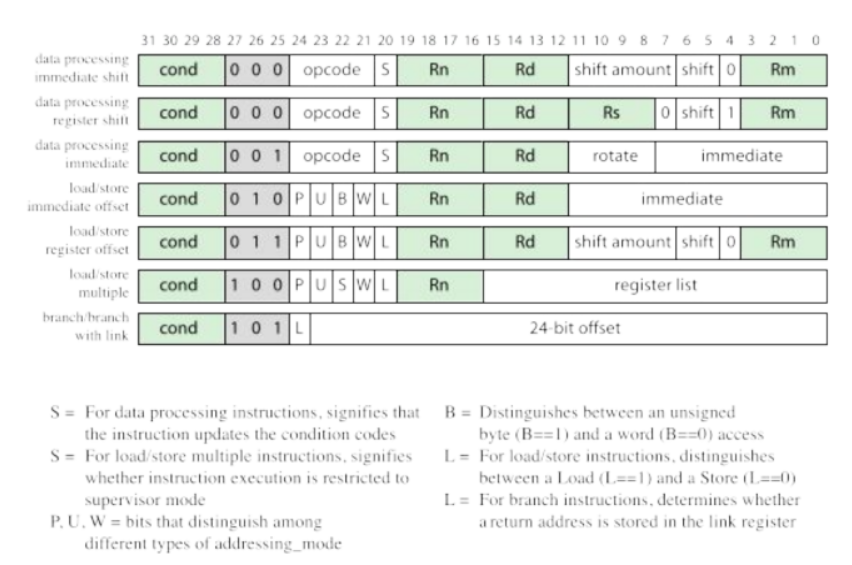 31 30 29 28 27 26 25 24 23 22 21 20 19 18 17 16 15 14 13 12 11 10 9 8 7 6 5 4 3 2 1 0
data processing
immediate shift
cond 0 0 0 opcode S Rn Rd shift amount shift 0 Rm
data processing
register shift
cond 0 0 0 opcode S Rn Rd Rs 0 shift 1 Rm
data processing
immediate
cond 0 0 1 opcode S Rn Rd rotate immediate
load/store
immediate offset
cond 0 1 0 P U B W L Rn Rd immediate
load/store
register offset
cond 0 1 1 P U B W L Rn Rd shift amount shift 0 Rm
load/store
multiple
cond 1 0 0 P U S W L Rn register list
branch/branch
with link
cond 1 0 1 L 24-bit offset
S = For data processing instructions, signifies that
the instruction updates the condition codes
S = For load/store multiple instructions, signifies
whether instruction execution is restricted to
supervisor mode
P, U, W = bits that distinguish among
different types of addressing_mode
B = Distinguishes between an unsigned
byte (B==1) and a word (B==0) access
L = For load/store instructions, distinguishes
between a Load (L==1) and a Store (L==0)
L = For branch instructions, determines whether
a return address is stored in the link register